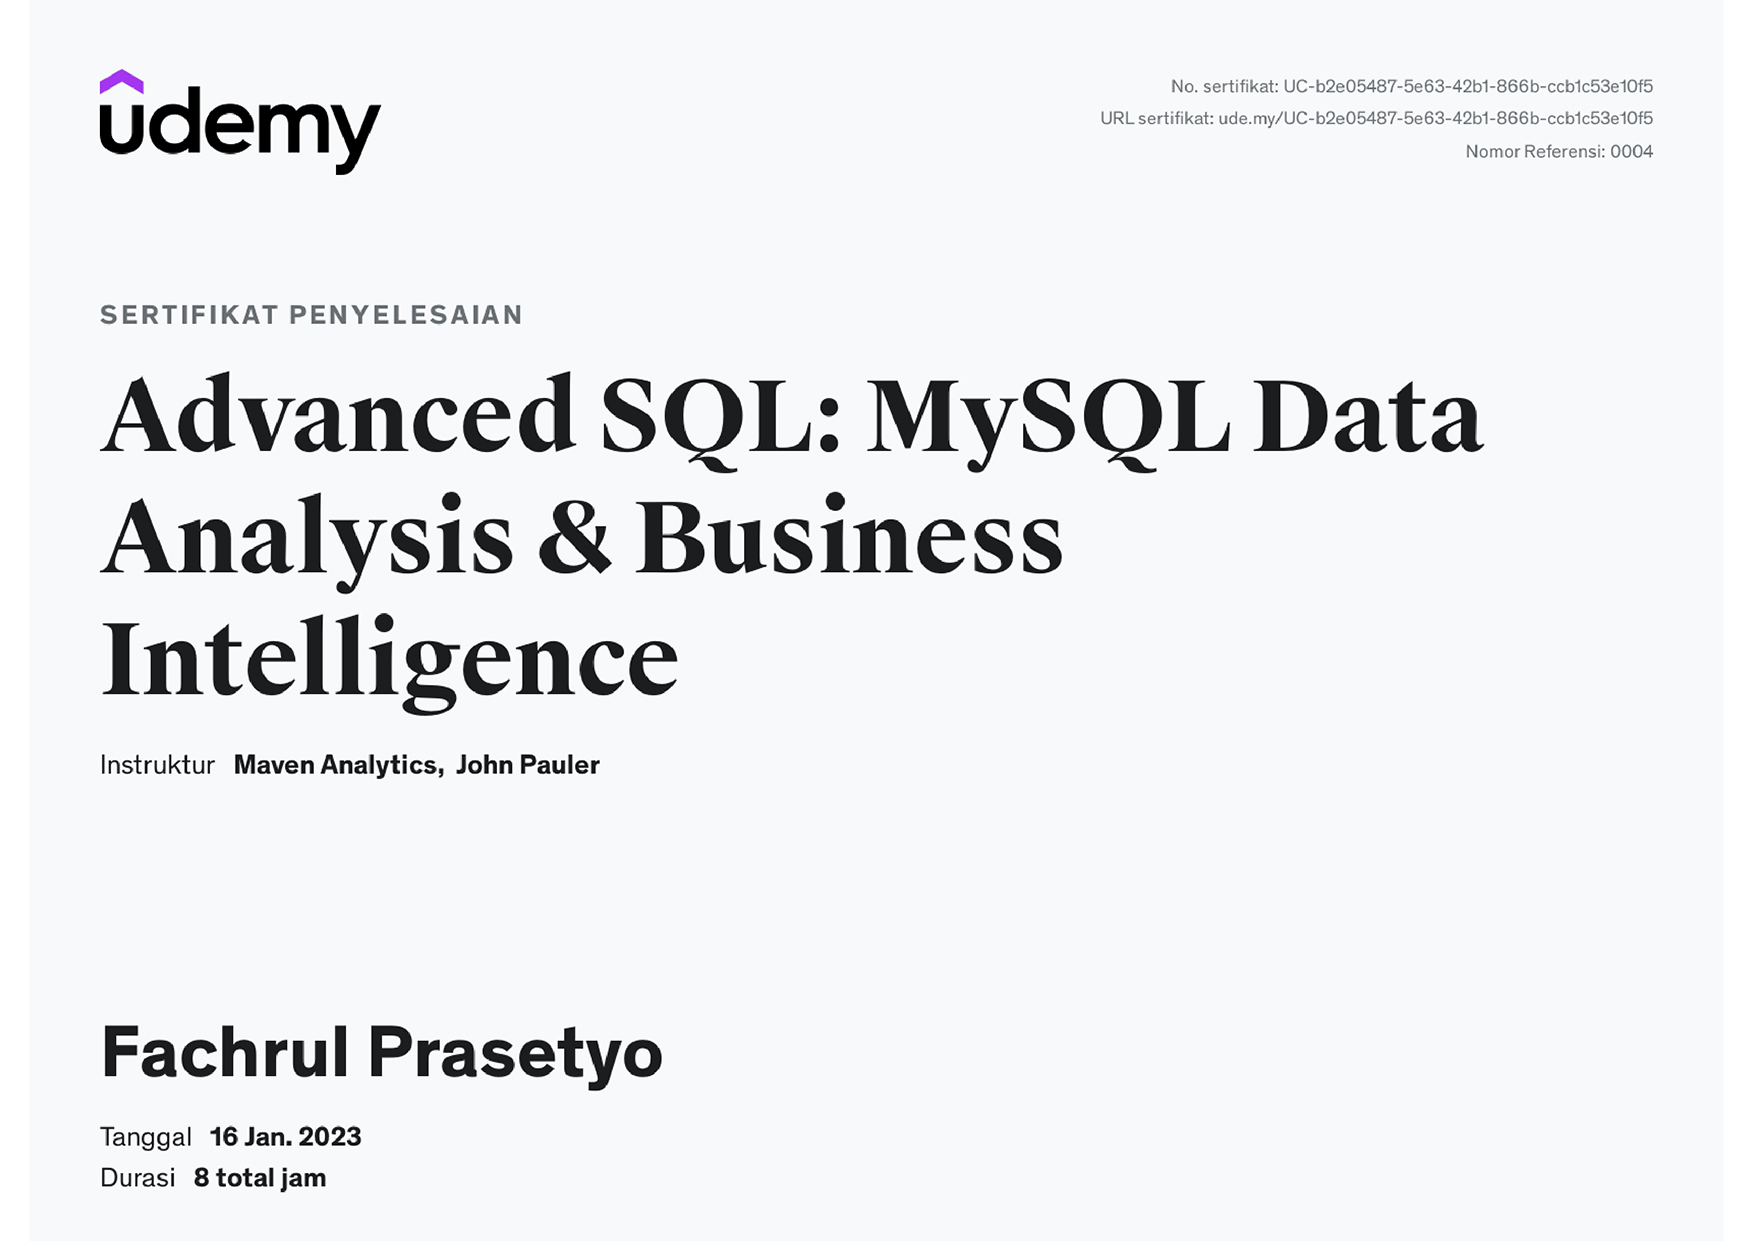 udemy
No. sertifikat: UC-b2e05487-5e63-42b1-866b-ccb1c53e10f5
URL sertifikat: ude.my/UC-b2e05487-5e63-42b1-866b-ccb1c53e10f5
Nomor Referensi: 0004
SERTIFIKAT PENYELESAIAN
Advanced SQL: MySQL Data
Analysis & Business
Intelligence
Instruktur Maven Analytics, John Pauler
Fachrul Prasetyo
Tanggal 16 Jan. 2023
Durasi 8 total jam